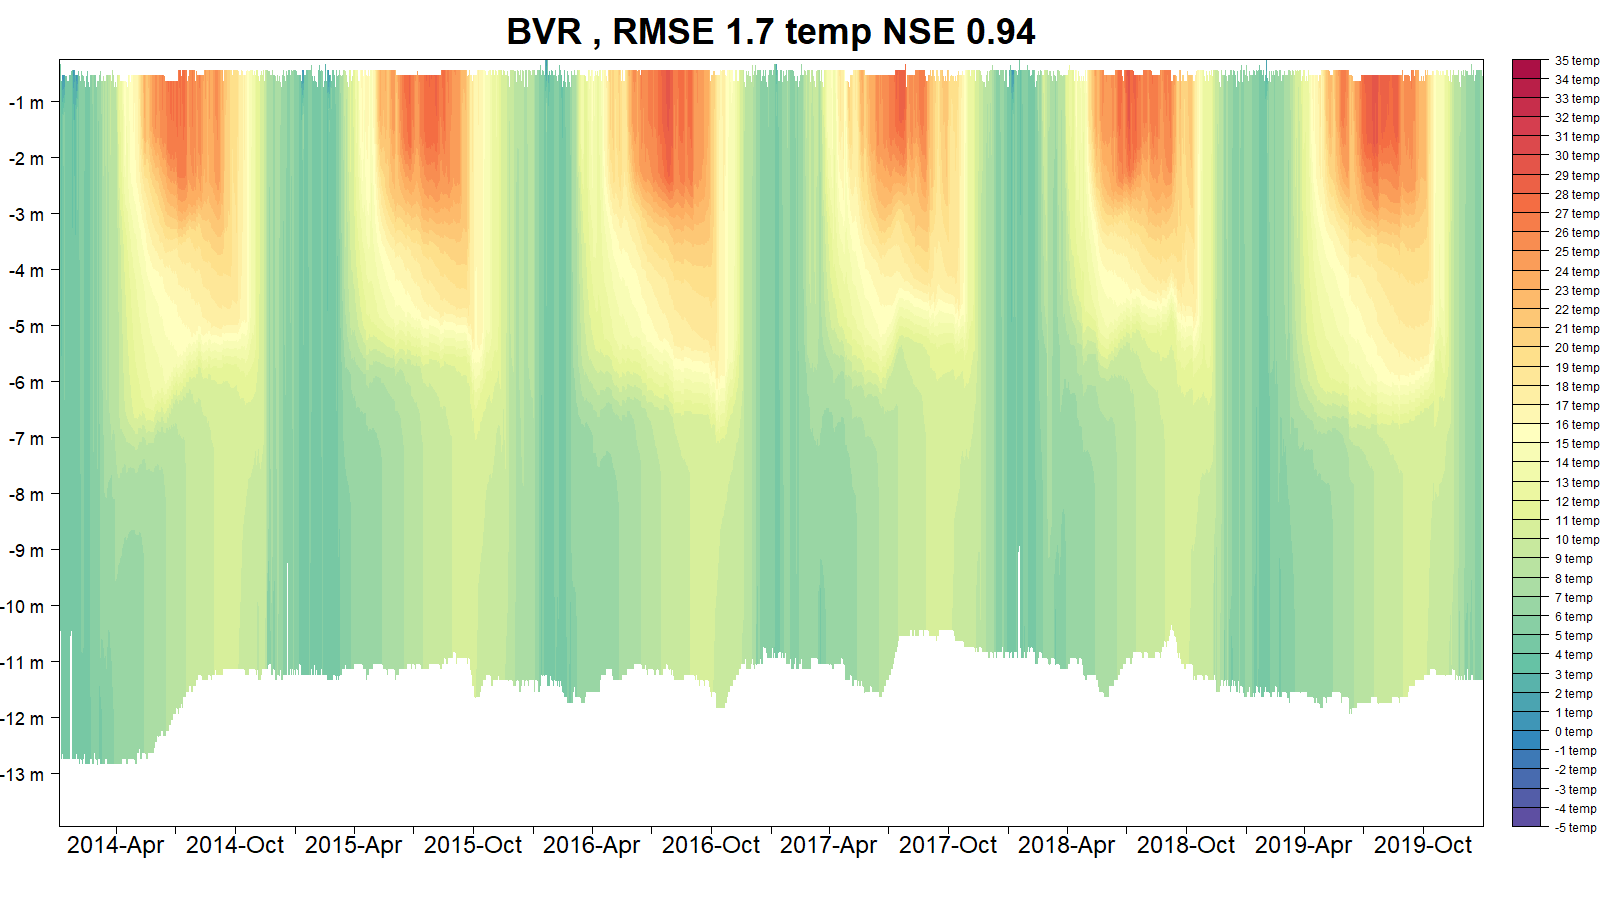 BVR , RMSE 1.7 temp NSE 0.94
-1 m
-2 m
-3 m
-4 m
-5 m
-6 m
-7 m
-8 m
-9 m
-10 m
-11 m
-12 m
-13 m
2014-Apr
2014-Oct
2015-Apr
2015-Oct
2016-Apr
2016-Oct
2017-Apr
2017-Oct
2018-Apr
2018-Oct
2019-Apr
2019-Oct
35 temp
34 temp
33 temp
32 temp
31 temp
30 temp
29 temp
28 temp
27 temp
26 temp
25 temp
24 temp
23 temp
22 temp
21 temp
20 temp
19 temp
18 temp
17 temp
16 temp
15 temp
14 temp
13 temp
12 temp
11 temp
10 temp
9 temp
8 temp
7 temp
6 temp
5 temp
4 temp
3 temp
2 temp
1 temp
0 temp
-1 temp
-2 temp
-3 temp
-4 temp
-5 temp